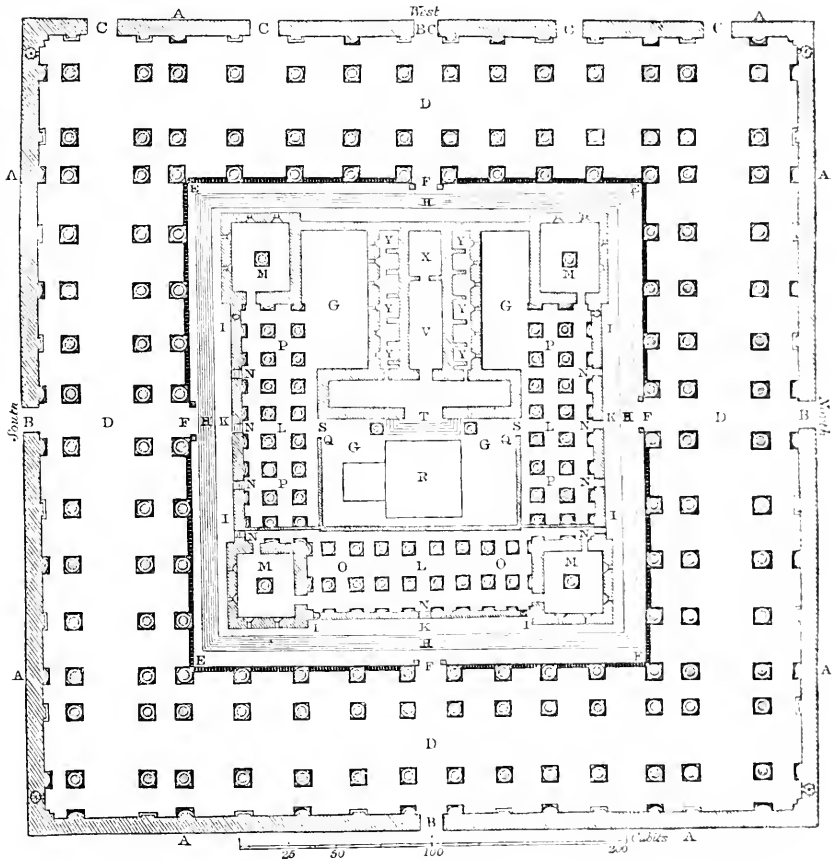 West
A A
C C BC C C
D
A A
E F E
H
Y X Y
M M
G Y V Y G
I P P I
Y Y
N N
South B D F H K N L S T S L N K H F D B North
Q G G Q
R
N P P N
I I
N N
M O L O M
N
I K I
H
E F E
A A
D
B
A Cubits A
25 50 100 200